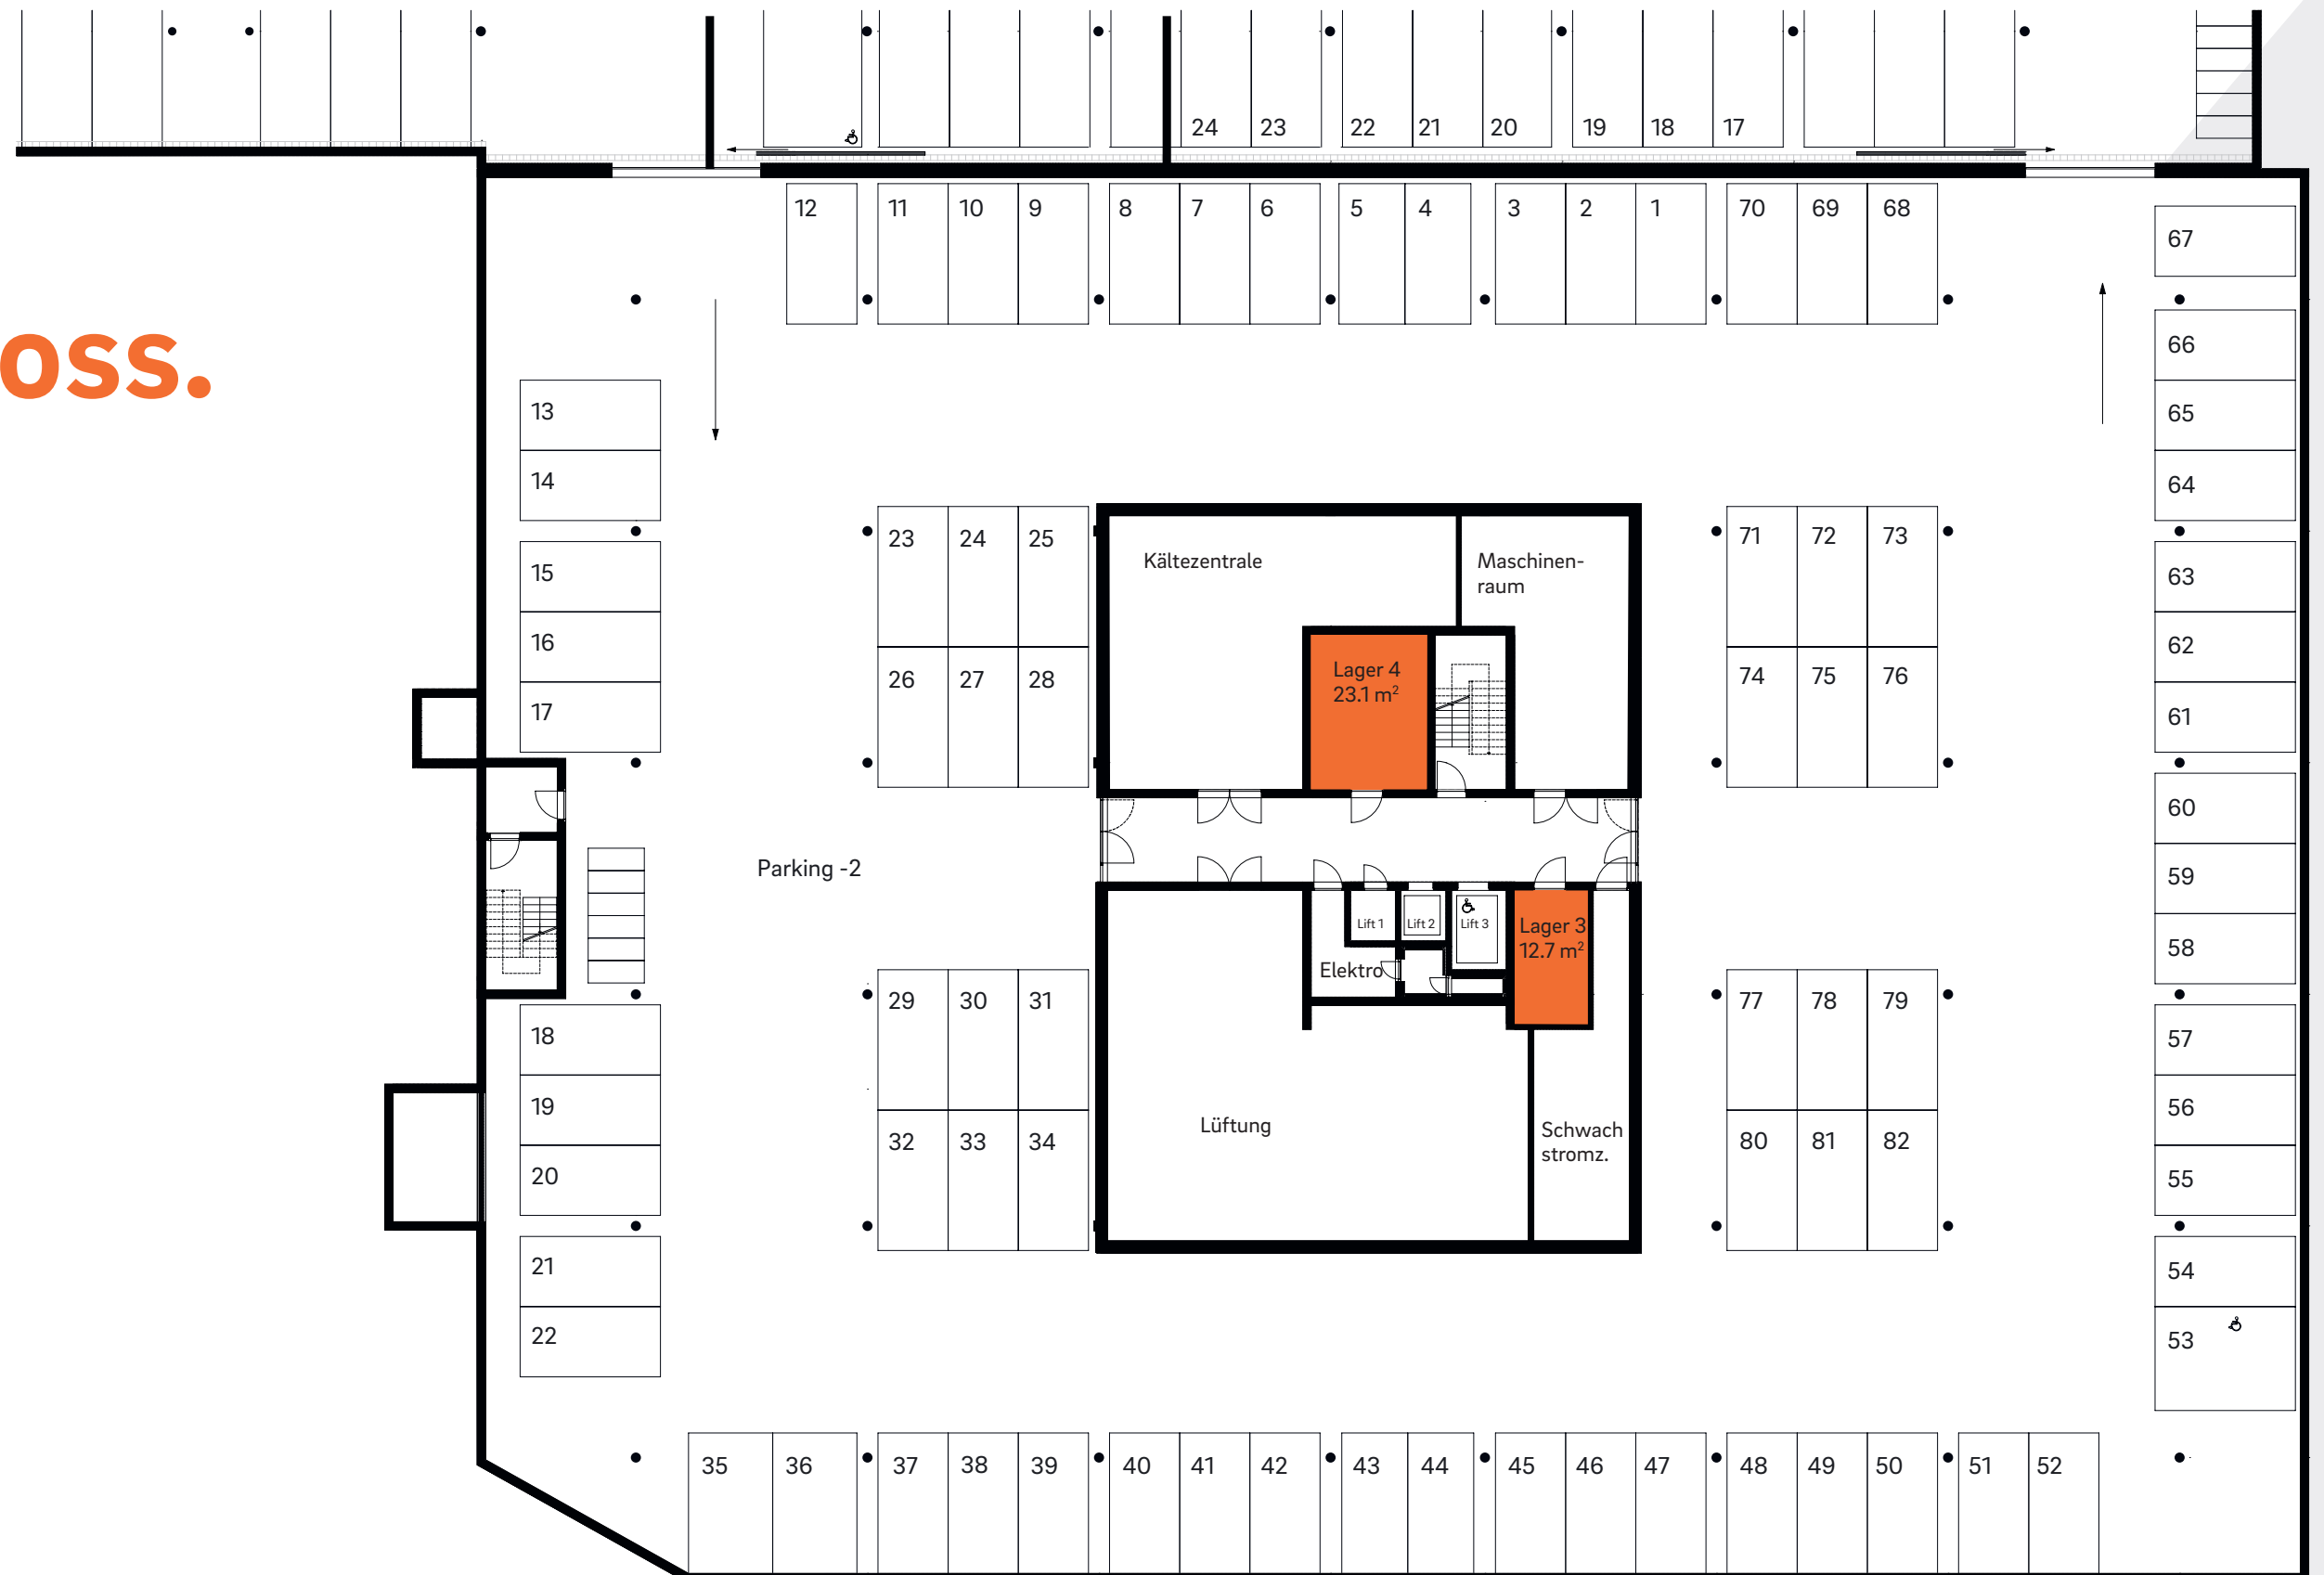 24 23 22 21 20 19 18 17
12 11 10 9 8 7 6 5 4 3 2 1 70 69 68
67
oss.
66
13
65
14
64
23 24 25
71 72 73
Kältezentrale
Maschinen-
raum
15
63
16
62
26 27 28
Lager 4
23.1 m²
74 75 76
17
61
60
Parking -2
59
Lift 1 Lift 2 Lift 3
Lager 3
12.7 m²
58
Elektro
29 30 31
77 78 79
18
57
19
56
Lüftung
Schwach
stromz.
32 33 34
80 81 82
20
55
21
54
22
53
35 36 37 38 39 40 41 42 43 44 45 46 47 48 49 50 51 52